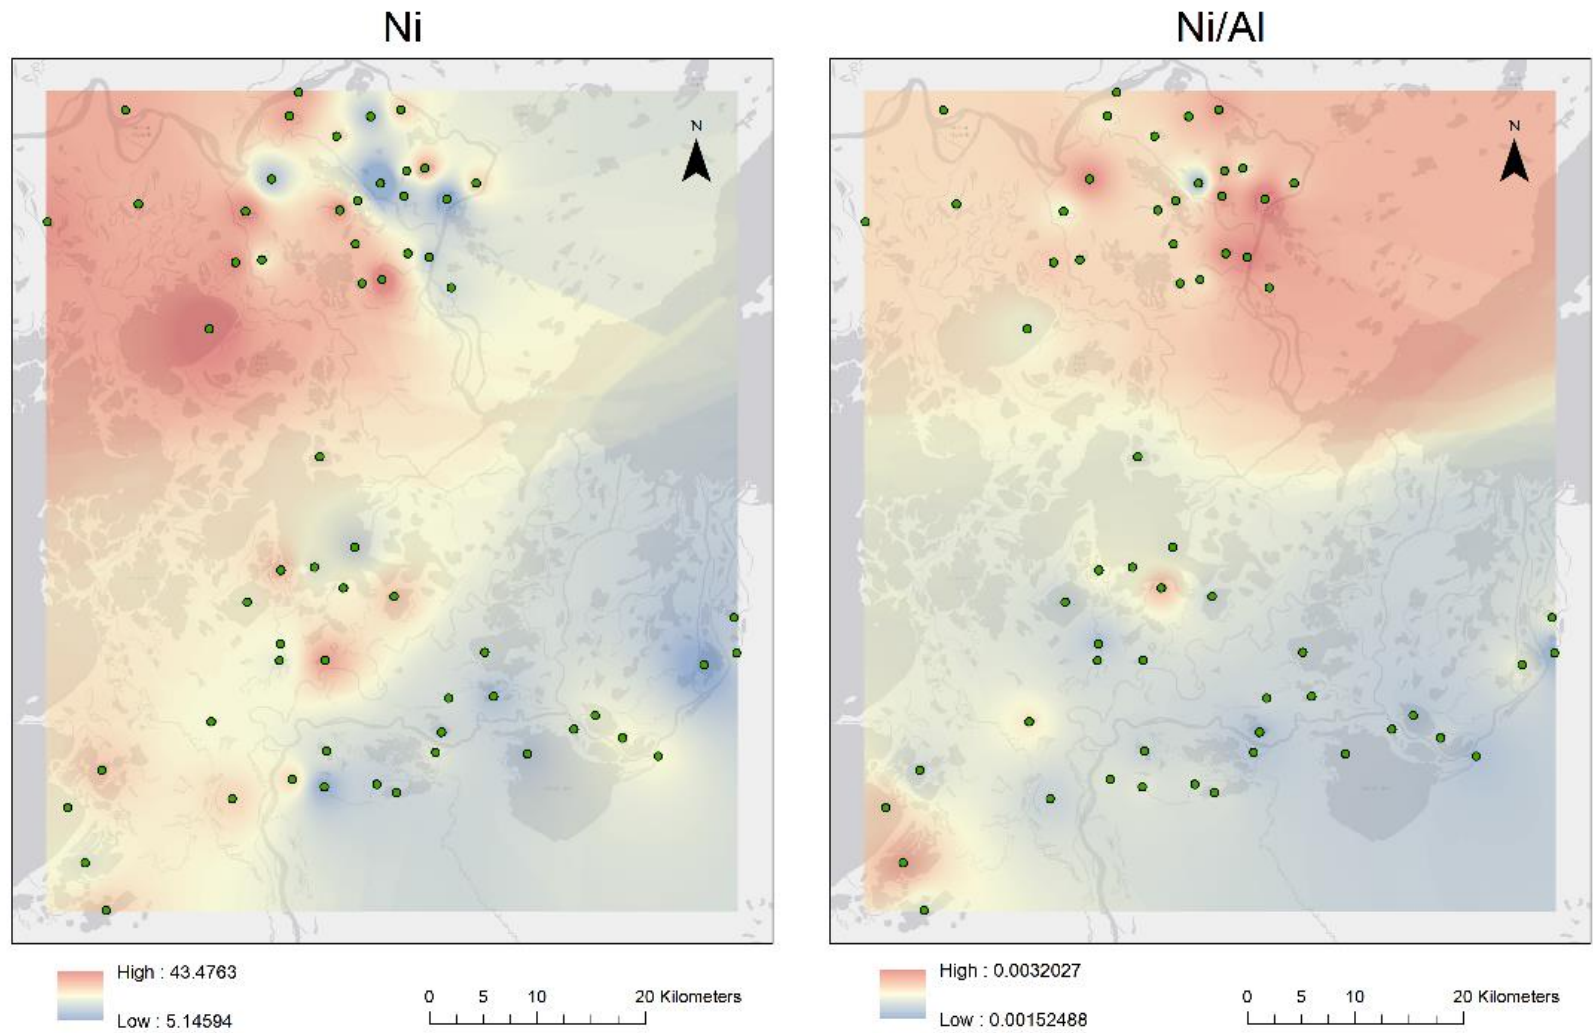 Ni
Ni/Al
N
N
High : 43.4763
Low : 5.14594
0 5 10 20 Kilometers
High : 0.0032027
Low : 0.00152488
0 5 10 20 Kilometers